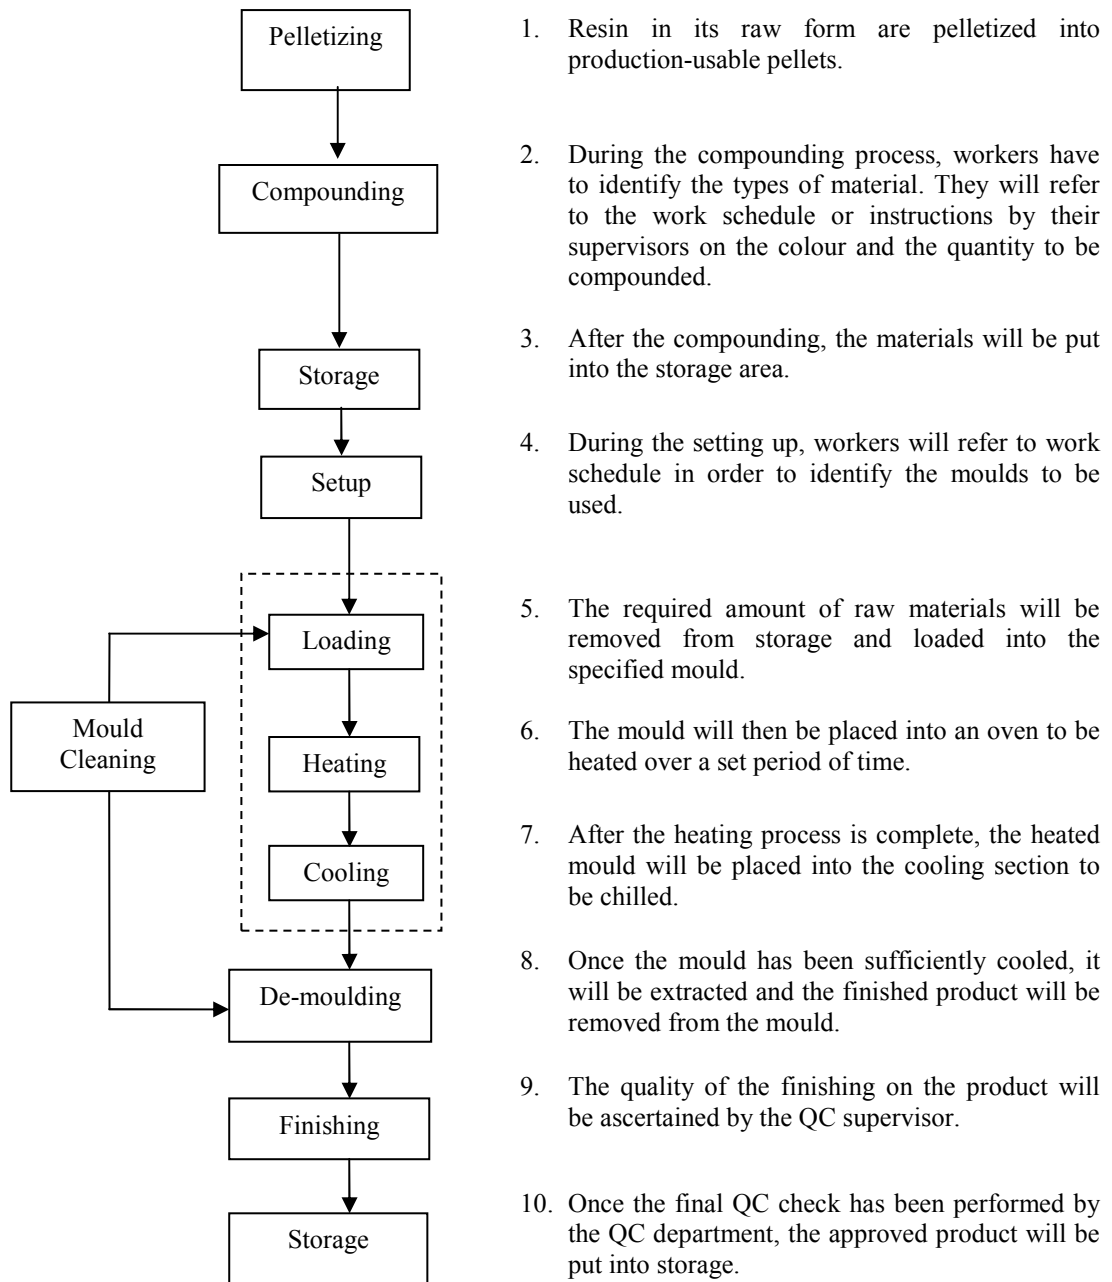 Pelletizing
1. Resin in its raw form are pelletized into
production-usable pellets.
Compounding
2. During the compounding process, workers have
to identify the types of material. They will refer
to the work schedule or instructions by their
supervisors on the colour and the quantity to be
compounded.
Storage
3. After the compounding, the materials will be put
into the storage area.
Setup
4. During the setting up, workers will refer to work
schedule in order to identify the moulds to be
used.
Loading
5. The required amount of raw materials will be
removed from storage and loaded into the
specified mould.
Mould
Cleaning
Heating
6. The mould will then be placed into an oven to be
heated over a set period of time.
Cooling
7. After the heating process is complete, the heated
mould will be placed into the cooling section to
be chilled.
De-moulding
8. Once the mould has been sufficiently cooled, it
will be extracted and the finished product will be
removed from the mould.
Finishing
9. The quality of the finishing on the product will
be ascertained by the QC supervisor.
Storage
10. Once the final QC check has been performed by
the QC department, the approved product will be
put into storage.